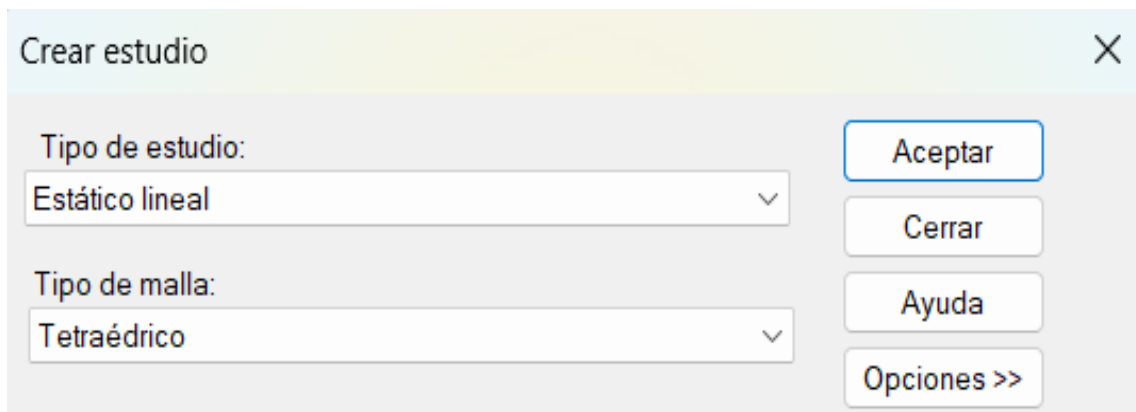 Crear estudio
Tipo de estudio:
Aceptar
Estático lineal
Cerrar
Tipo de malla:
Ayuda
Tetraédrico
Opciones >>